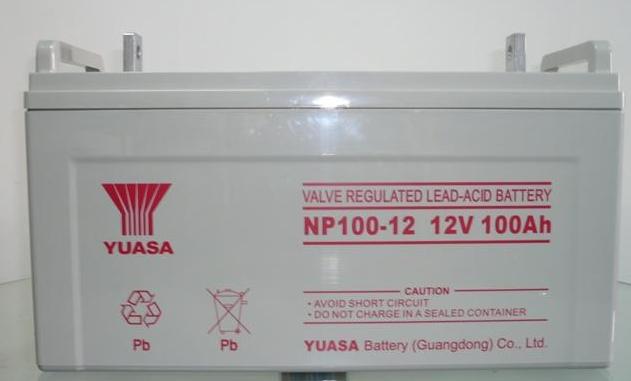 YUASA
VALVE REGULATED LEAD-ACID BATTERY
NP100-12 12V 100Ah
CAUTION
• AVOID SHORT CIRCUIT
• DO NOT CHARGE IN A SEALED CONTAINER
Pb Pb
YUASA Battery (Guangdong) Co., Ltd.